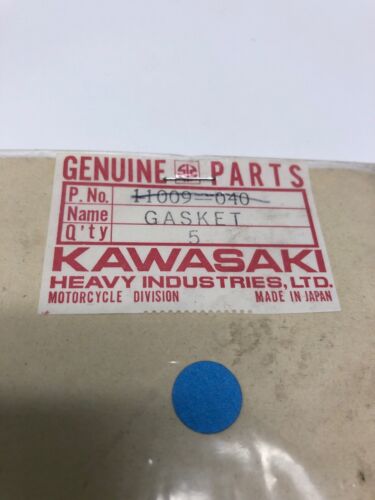 GENUINE PARTS
P. No. 11009-040
Name GASKET
Q'ty 5
KAWASAKI
HEAVY INDUSTRIES, LTD.
MOTORCYCLE DIVISION MADE IN JAPAN